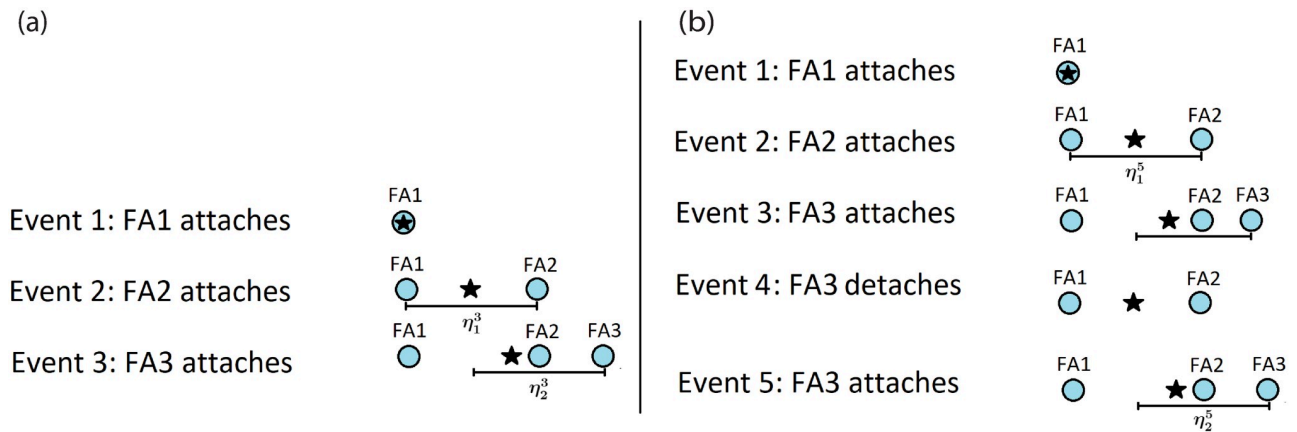 (a)
Event 1: FA1 attaches
FA1
Event 2: FA2 attaches
FA1 FA2
η₁³
Event 3: FA3 attaches
FA1 FA2 FA3
η₂³
(b)
Event 1: FA1 attaches
FA1
Event 2: FA2 attaches
FA1 FA2
η₁⁵
Event 3: FA3 attaches
FA1 FA2 FA3
Event 4: FA3 detaches
FA1 FA2
Event 5: FA3 attaches
FA1 FA2 FA3
η₂⁵